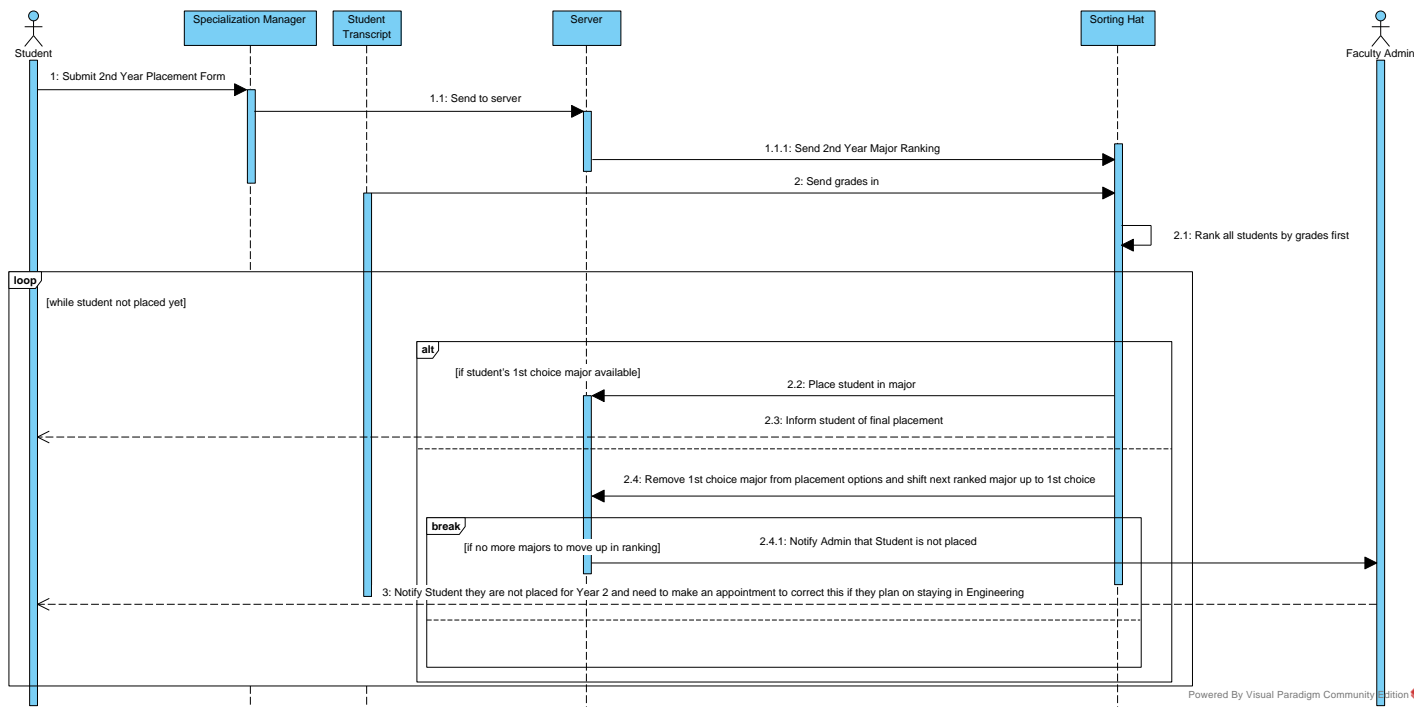 Student
Specialization Manager
Student
Transcript
Server
Sorting Hat
Faculty Admin
1: Submit 2nd Year Placement Form
1.1: Send to server
1.1.1: Send 2nd Year Major Ranking
2: Send grades in
2.1: Rank all students by grades first
loop
[while student not placed yet]
alt
[if student's 1st choice major available]
2.2: Place student in major
2.3: Inform student of final placement
2.4: Remove 1st choice major from placement options and shift next ranked major up to 1st choice
break
[if no more majors to move up in ranking]
2.4.1: Notify Admin that Student is not placed
3: Notify Student they are not placed for Year 2 and need to make an appointment to correct this if they plan on staying in Engineering
Powered By Visual Paradigm Community Edition